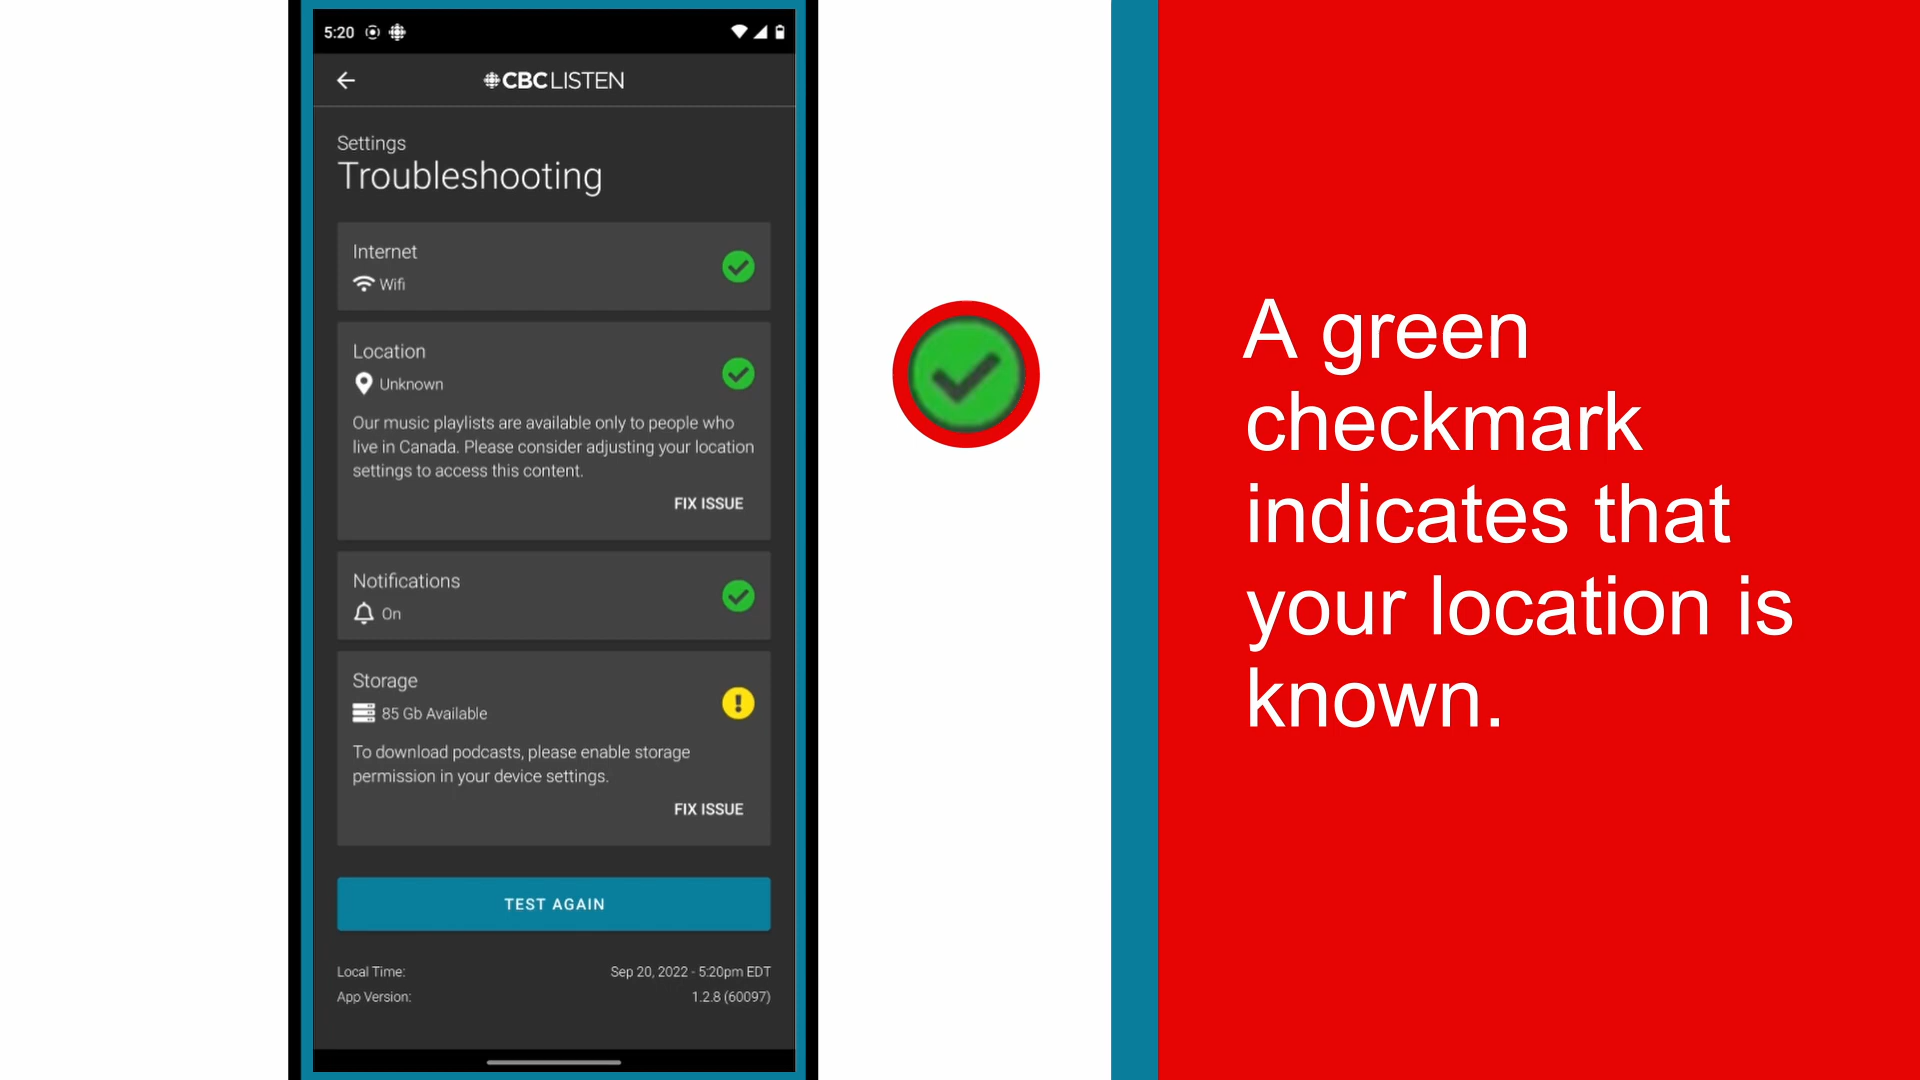 5:20
CBC LISTEN
Settings
Troubleshooting
Internet
Wifi
Location
Unknown
Our music playlists are available only to people who
live in Canada. Please consider adjusting your location
settings to access this content.
FIX ISSUE
Notifications
On
Storage
85 Gb Available
To download podcasts, please enable storage
permission in your device settings.
FIX ISSUE
TEST AGAIN
Local Time: Sep 20, 2022 - 5:20pm EDT
App Version: 1.2.8 (60097)
A green
checkmark
indicates that
your location is
known.